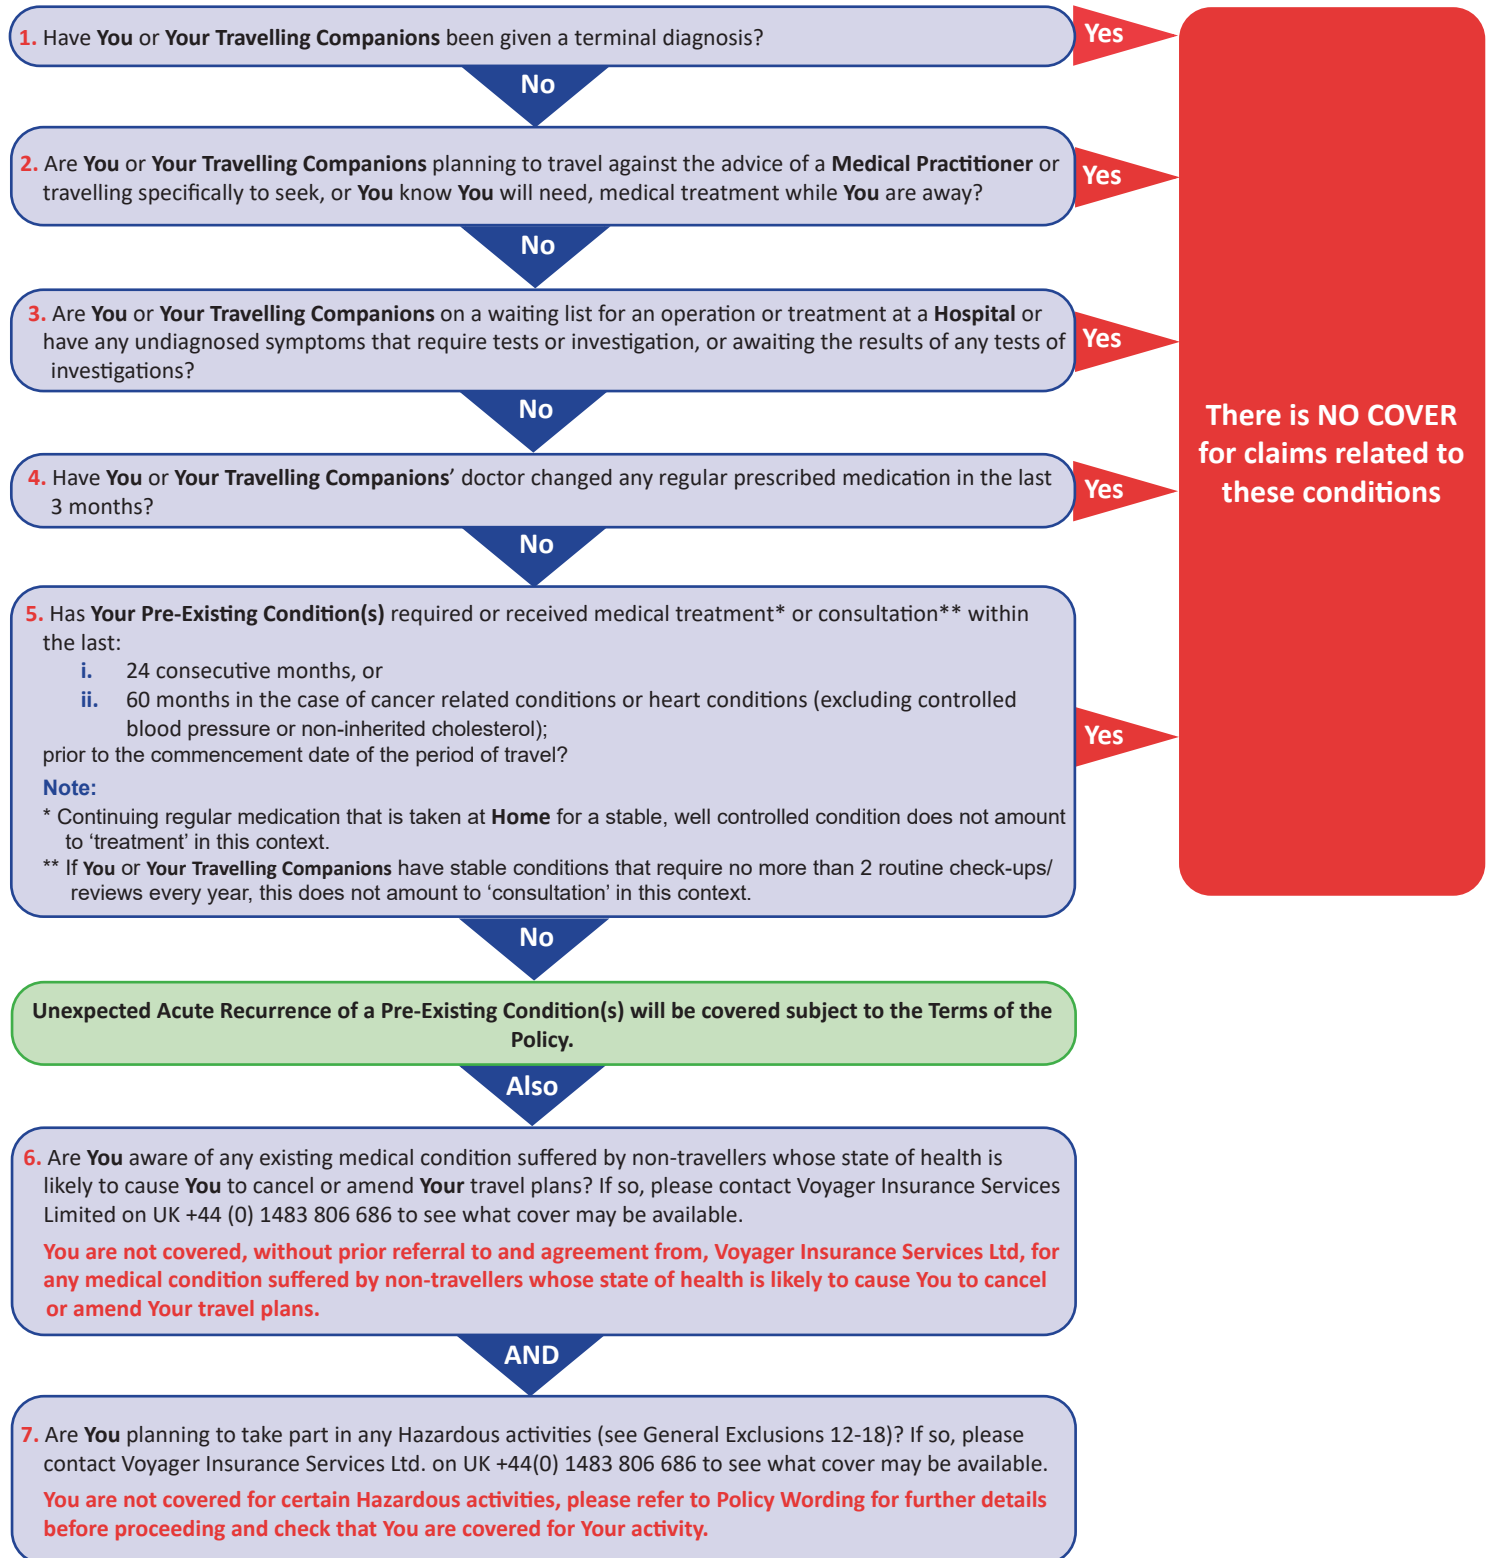 1. Have You or Your Travelling Companions been given a terminal diagnosis?
Yes
No
2. Are You or Your Travelling Companions planning to travel against the advice of a Medical Practitioner or
travelling specifically to seek, or You know You will need, medical treatment while You are away?
Yes
No
3. Are You or Your Travelling Companions on a waiting list for an operation or treatment at a Hospital or
have any undiagnosed symptoms that require tests or investigation, or awaiting the results of any tests of
investigations?
Yes
No
4. Have You or Your Travelling Companions’ doctor changed any regular prescribed medication in the last
3 months?
Yes
No
5. Has Your Pre-Existing Condition(s) required or received medical treatment* or consultation** within
the last:
i. 24 consecutive months, or
ii. 60 months in the case of cancer related conditions or heart conditions (excluding controlled
blood pressure or non-inherited cholesterol);
prior to the commencement date of the period of travel?
Note:
* Continuing regular medication that is taken at Home for a stable, well controlled condition does not amount
to ‘treatment’ in this context.
** If You or Your Travelling Companions have stable conditions that require no more than 2 routine check-ups/
reviews every year, this does not amount to ‘consultation’ in this context.
Yes
No
There is NO COVER
for claims related to
these conditions
Unexpected Acute Recurrence of a Pre-Existing Condition(s) will be covered subject to the Terms of the
Policy.
Also
6. Are You aware of any existing medical condition suffered by non-travellers whose state of health is
likely to cause You to cancel or amend Your travel plans? If so, please contact Voyager Insurance Services
Limited on UK +44 (0) 1483 806 686 to see what cover may be available.
You are not covered, without prior referral to and agreement from, Voyager Insurance Services Ltd, for
any medical condition suffered by non-travellers whose state of health is likely to cause You to cancel
or amend Your travel plans.
AND
7. Are You planning to take part in any Hazardous activities (see General Exclusions 12-18)? If so, please
contact Voyager Insurance Services Ltd. on UK +44(0) 1483 806 686 to see what cover may be available.
You are not covered for certain Hazardous activities, please refer to Policy Wording for further details
before proceeding and check that You are covered for Your activity.